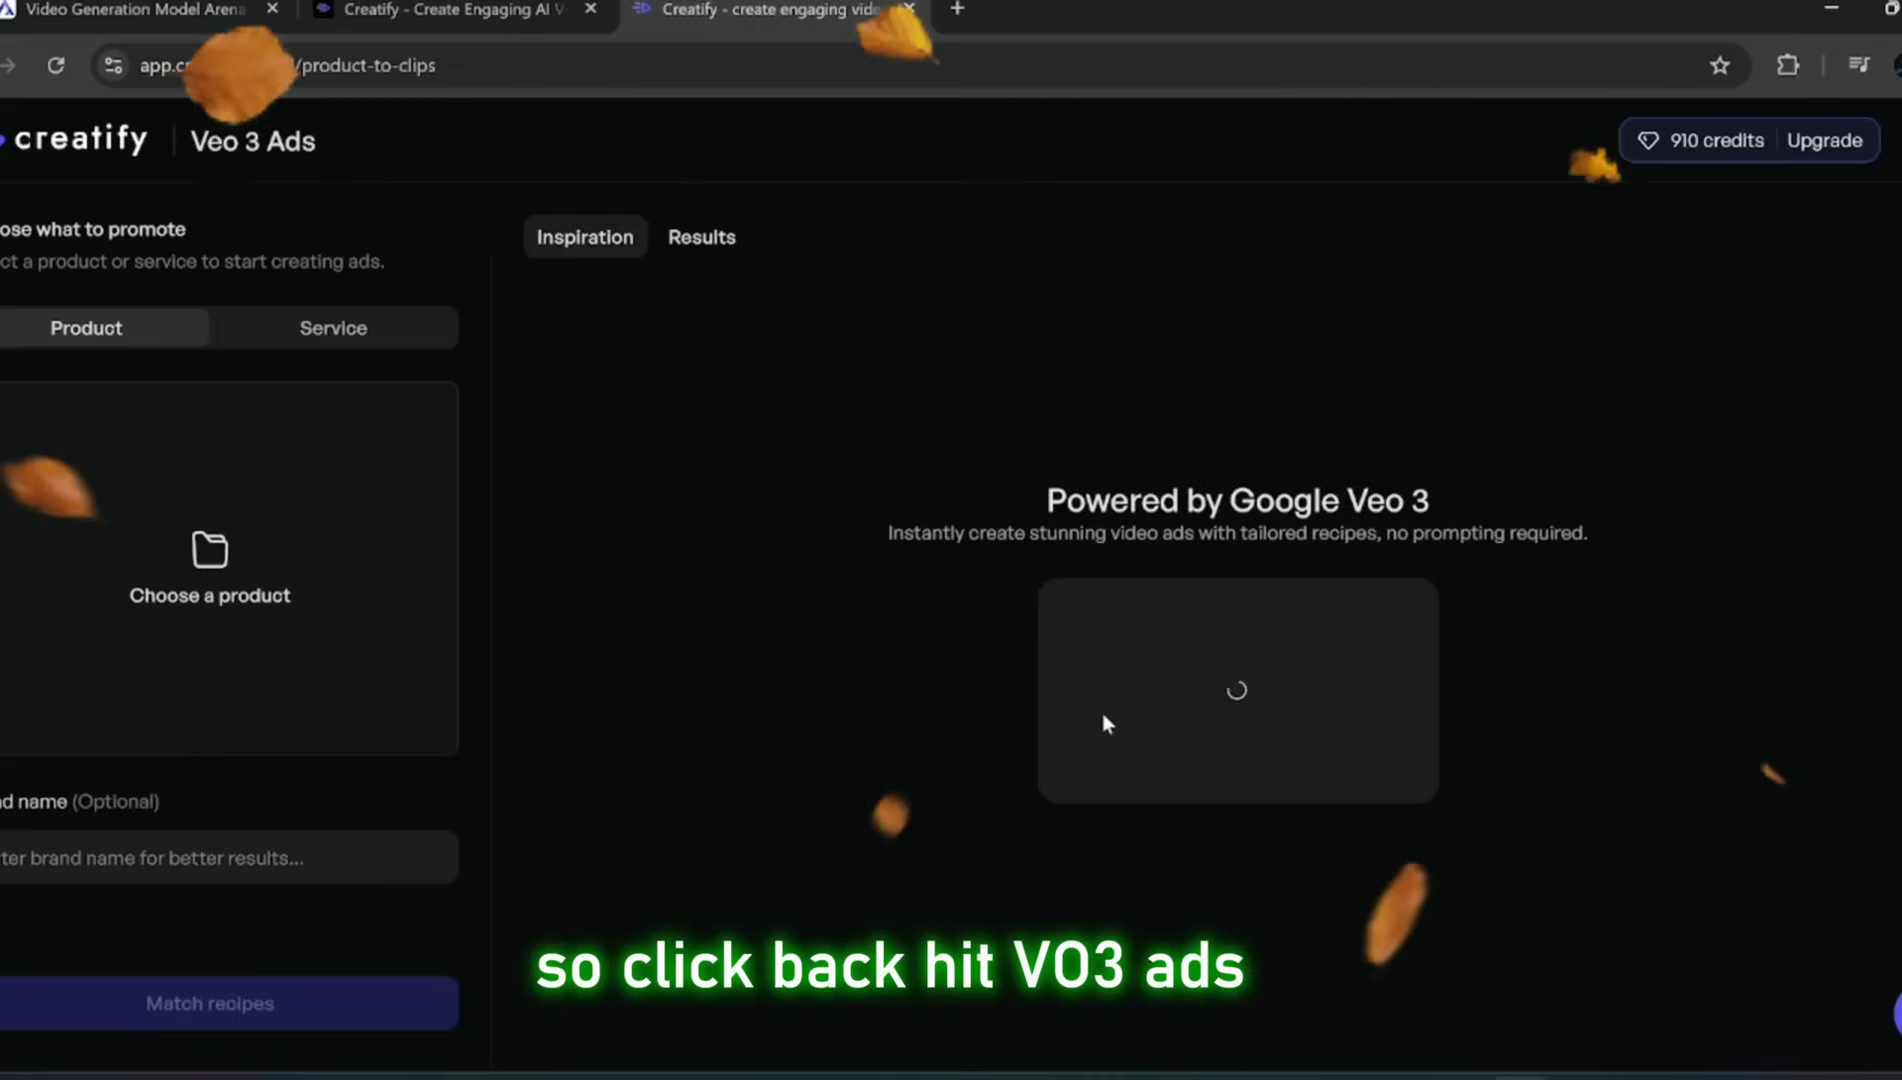 Video Generation Model Arena
Creatify - Create Engaging AI V
Creatify - create engaging vide
/product-to-clips
creatify
Veo 3 Ads
910 credits
Upgrade
ose what to promote
ct a product or service to start creating ads.
Product
Service
Choose a product
d name (Optional)
ter brand name for better results...
Match recipes
Inspiration
Results
Powered by Google Veo 3
Instantly create stunning video ads with tailored recipes, no prompting required.
so click back hit VO3 ads